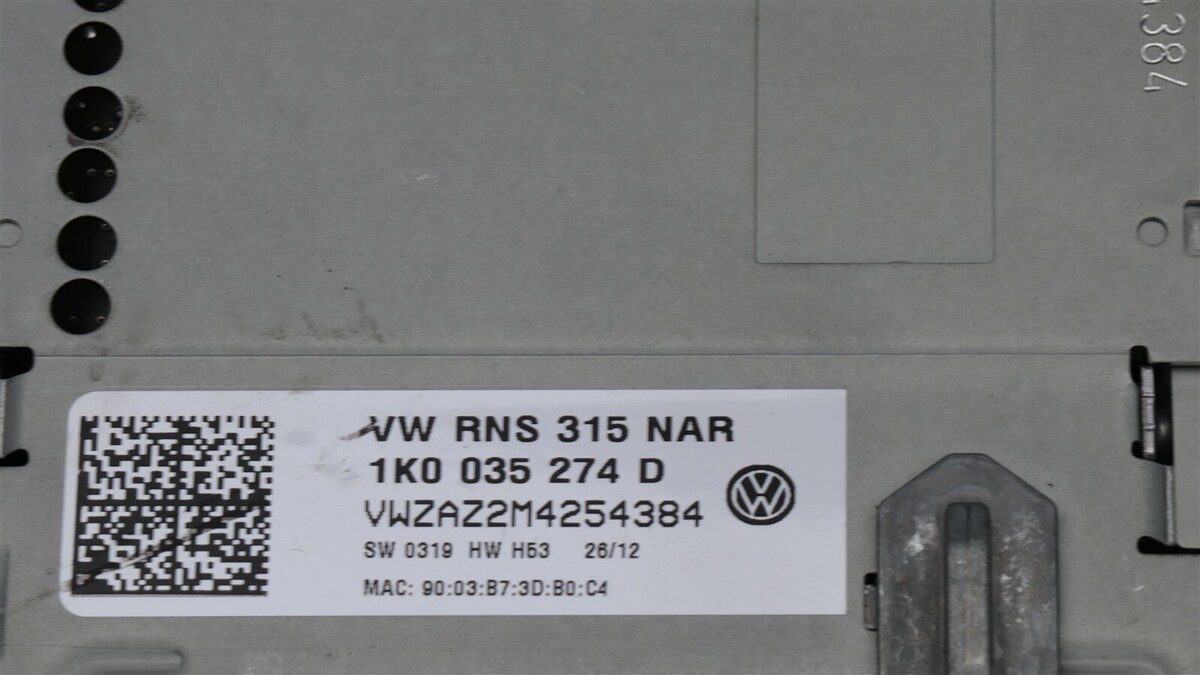 384
VW RNS 315 NAR
1K0 035 274 D
VWZAZ2M4254384
SW 0319 HW H53 26/12
MAC: 90:03:B7:3D:B0:C4